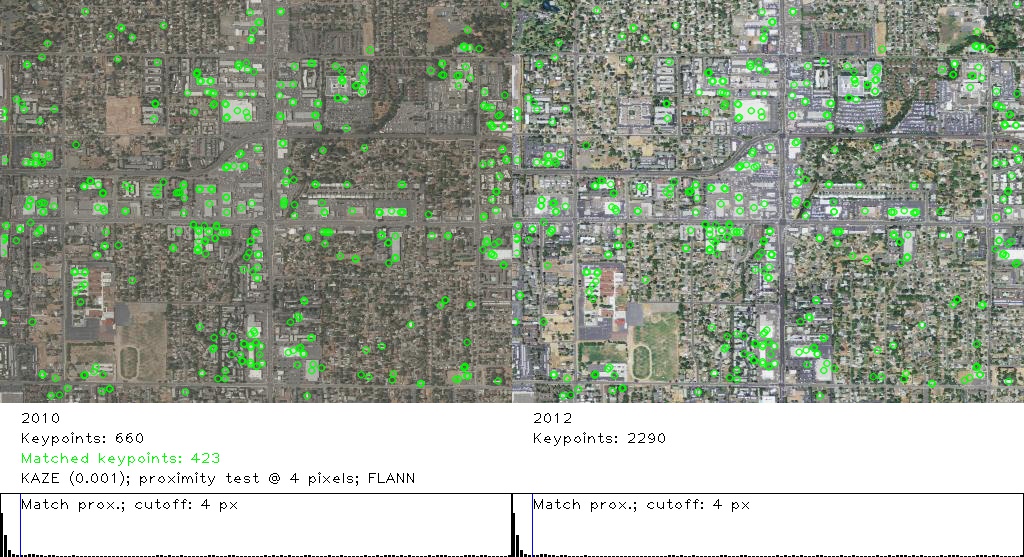 2010
Keypoints: 660
Matched keypoints: 423
KAZE (0.001); proximity test @ 4 pixels; FLANN
2012
Keypoints: 2290
Match prox.; cutoff: 4 px
Match prox.; cutoff: 4 px